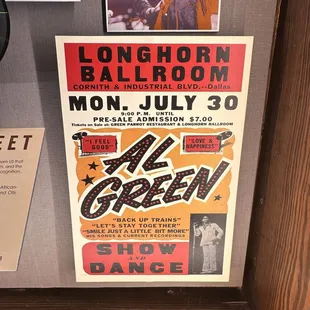 LONGHORN
BALLROOM
CORNITH & INDUSTRIAL BLVD.--Dallas
MON. JULY 30
9:00 P.M. UNTIL
PRE-SALE ADMISSION $7.00
Tickets on Sale at: GREEN PARROT RESTAURANT & LONGHORN BALLROOM
"I FEEL
GOOD"
"LOVE &
HAPPINESS"
AL
GREEN
"BACK UP TRAINS"
"LET'S STAY TOGETHER"
"SMILE JUST A LITTLE BIT MORE"
HIS SONGS & CURRENT RECORDINGS
SHOW
AND
DANCE
EET